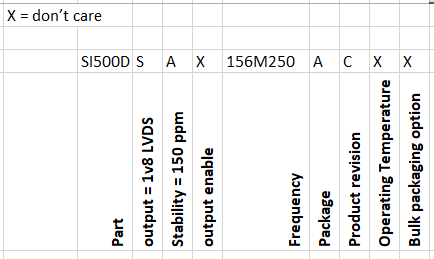 X = don't care
SI500D S A X 156M250 A C X X
Part
output = 1v8 LVDS
Stability = 150 ppm
output enable
Frequency
Package
Product revision
Operating Temperature
Bulk packaging option